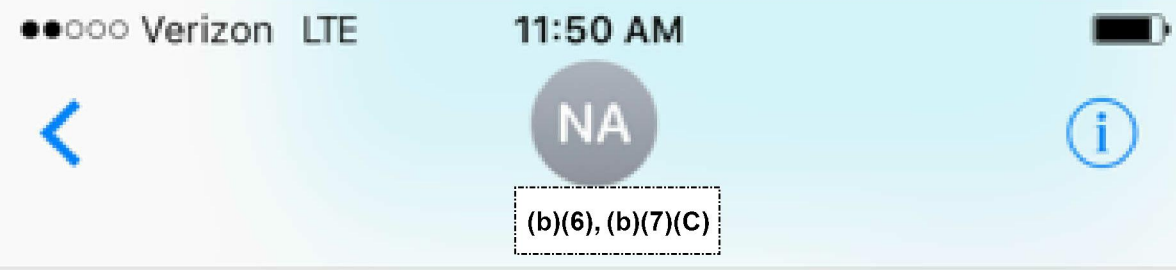 ●●○○○ Verizon LTE 11:50 AM
NA
i
(b)(6), (b)(7)(C)